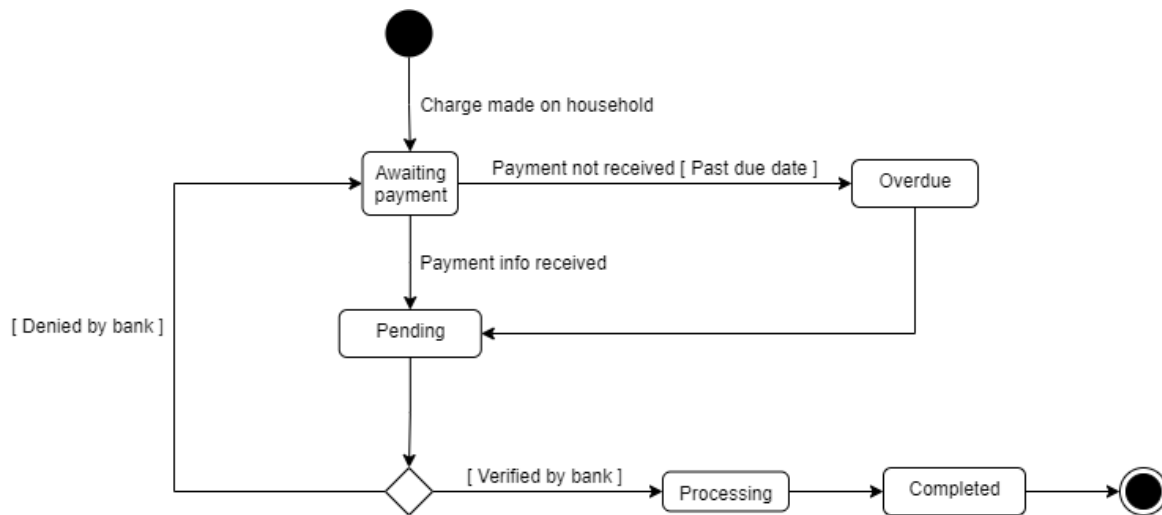 Charge made on household
Awaiting
payment
Payment not received [ Past due date ]
Overdue
Payment info received
[ Denied by bank ]
Pending
[ Verified by bank ]
Processing
Completed